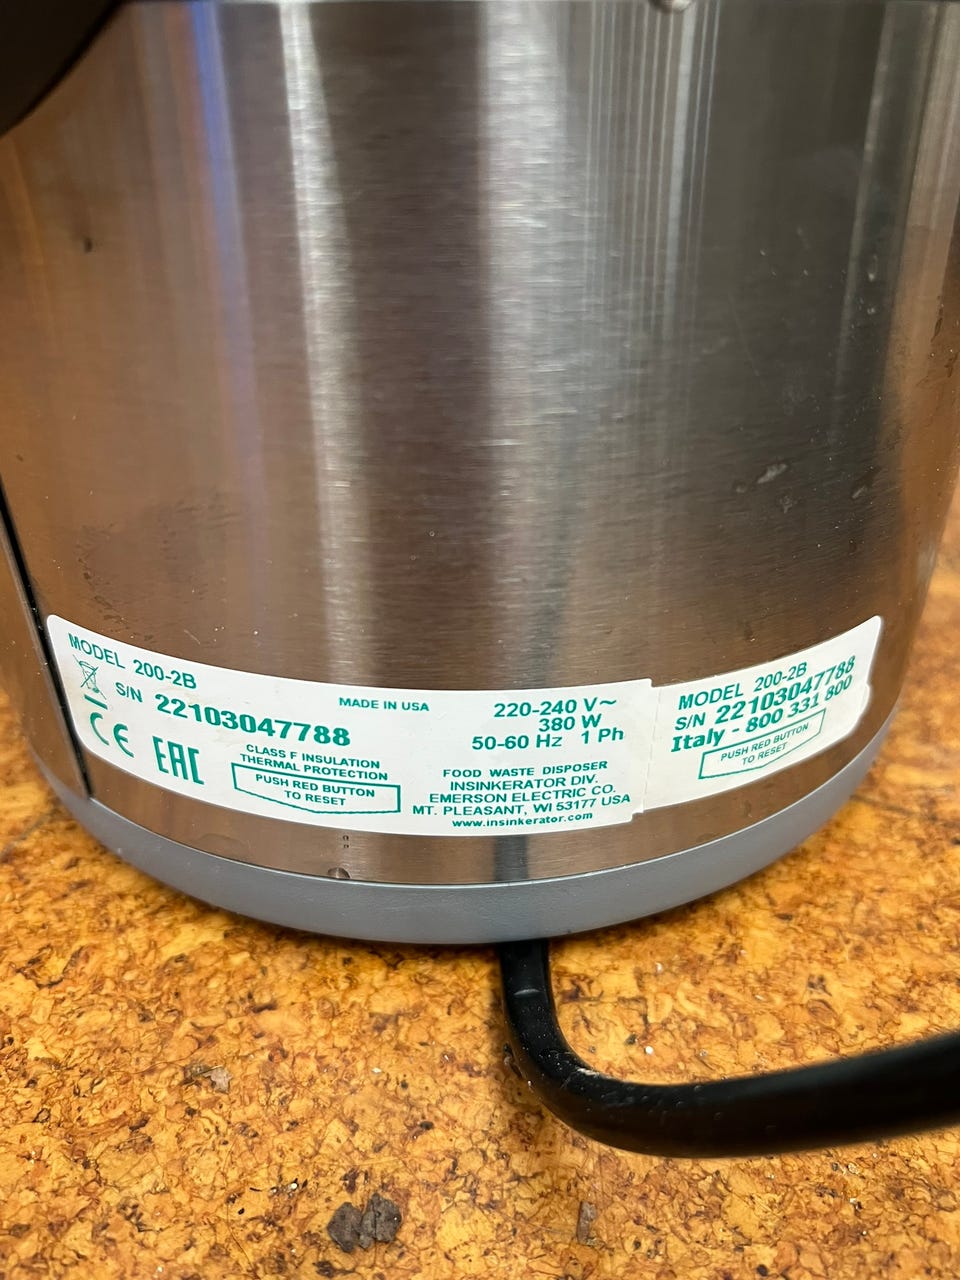 MODEL 200-2B
S/N 22103047788
CE EAC
CLASS F INSULATION
THERMAL PROTECTION
PUSH RED BUTTON
TO RESET
MADE IN USA
220-240 V~
380 W
50-60 Hz 1 Ph
FOOD WASTE DISPOSER
INSINKERATOR DIV.
EMERSON ELECTRIC CO.
MT. PLEASANT, WI 53177 USA
www.insinkerator.com
MODEL 200-2B
S/N 22103047788
Italy - 800 331 800
PUSH RED BUTTON
TO RESET